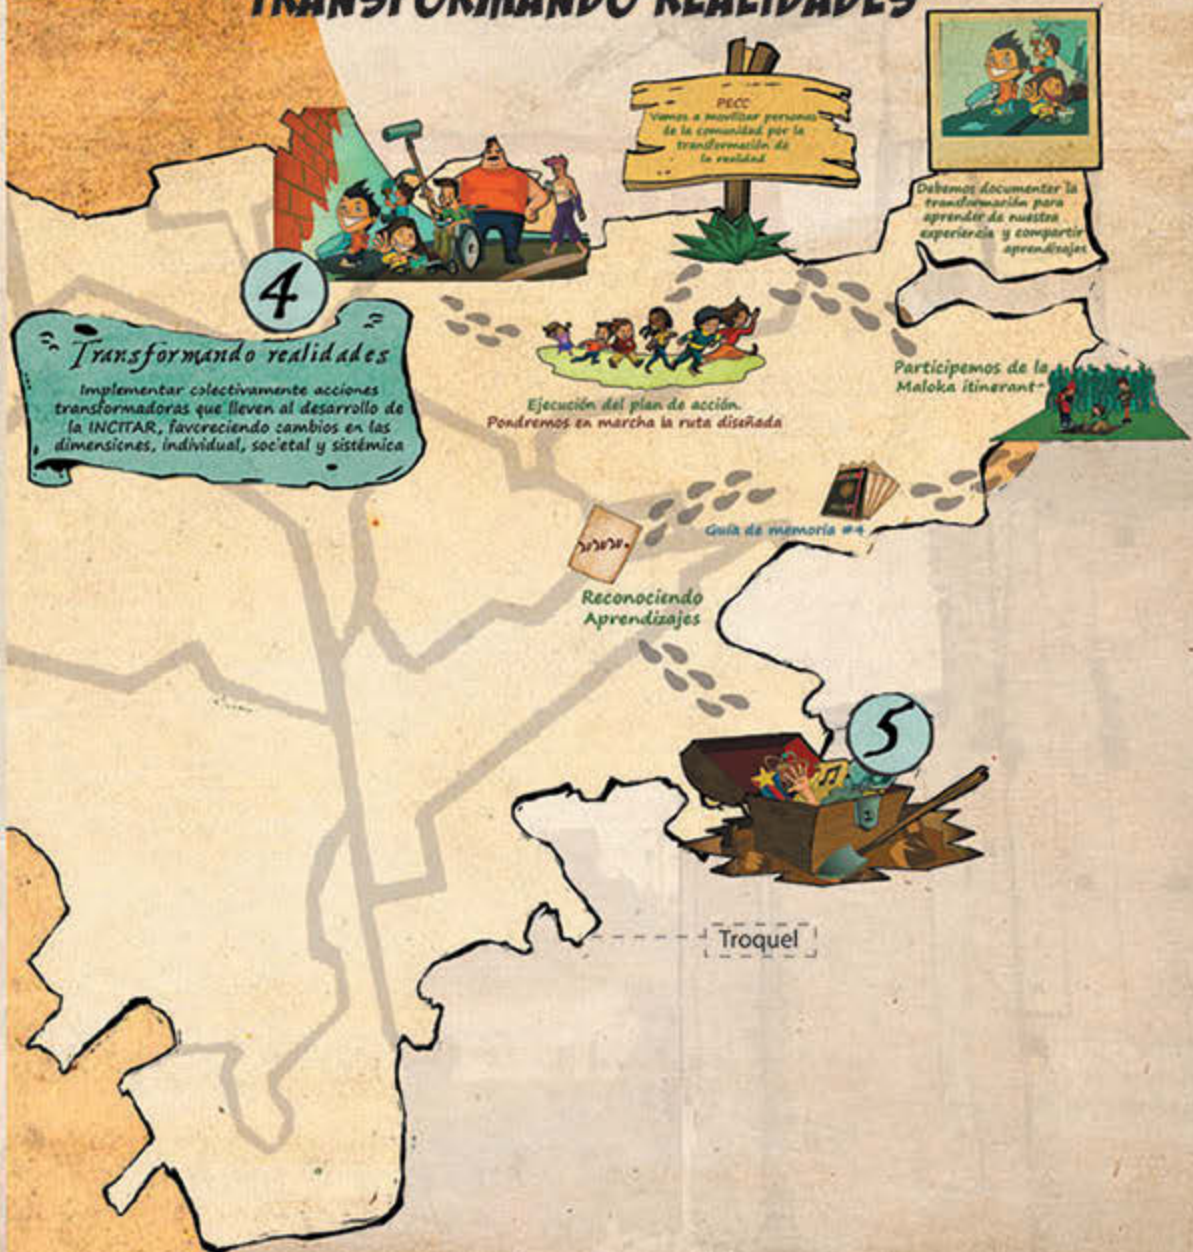 TRANSFORMANDO REALIDADES
PECC
Vamos a movilizar personas
de la comunidad por la
transformación de
la realidad
Debemos documenter la
transformación para
aprender de nuestra
experiencia y compartir
aprendizajes
4
Transformando realidades
Implementar colectivamente acciones
transformadoras que lleven al desarrollo de
la INCITAR, favoreciendo cambios en las
dimensiones, individual, societal y sistémica
Ejecución del plan de acción.
Pondremos en marcha la ruta diseñada
Participemos de la
Maloka itinerant
Guía de memoria #4
Reconociendo
Aprendizajes
5
Troquel